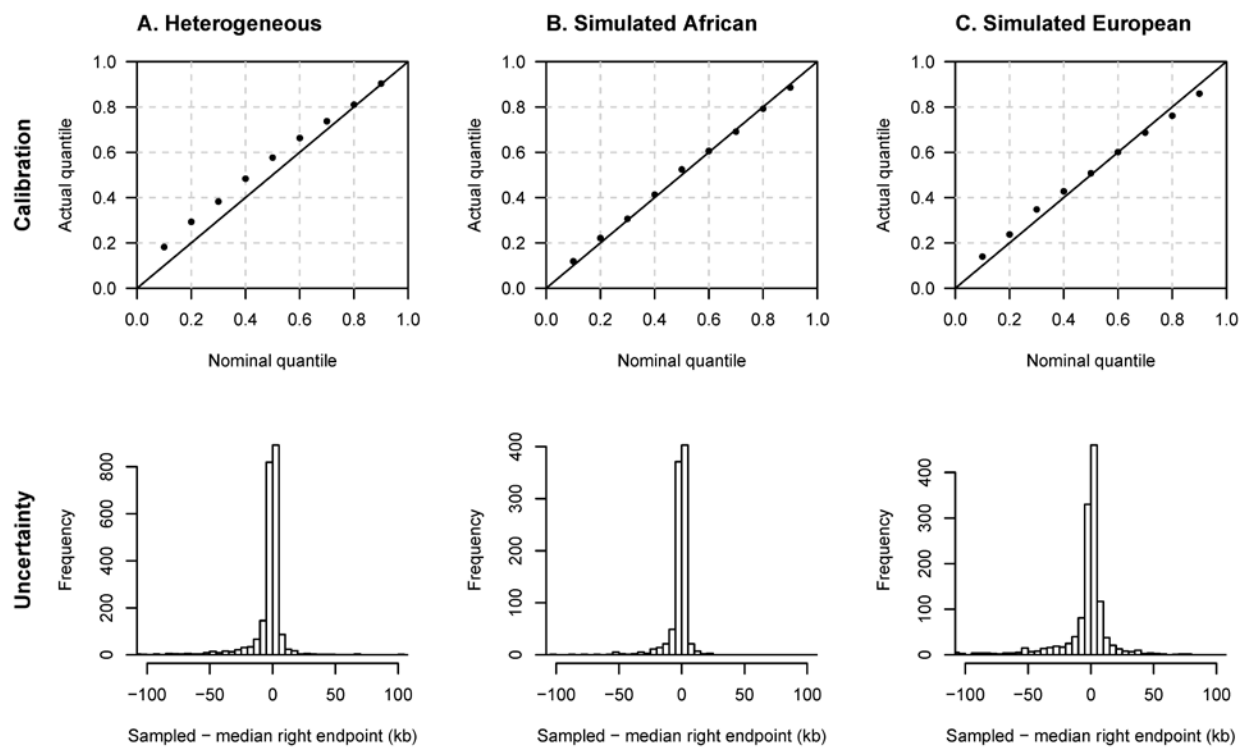 A. Heterogeneous
B. Simulated African
C. Simulated European
Calibration
Actual quantile
1.0
0.8
0.6
0.4
0.2
0.0
0.0 0.2 0.4 0.6 0.8 1.0
Nominal quantile
Actual quantile
1.0
0.8
0.6
0.4
0.2
0.0
0.0 0.2 0.4 0.6 0.8 1.0
Nominal quantile
Actual quantile
1.0
0.8
0.6
0.4
0.2
0.0
0.0 0.2 0.4 0.6 0.8 1.0
Nominal quantile
Uncertainty
Frequency
800
600
400
200
0
−100 −50 0 50 100
Sampled − median right endpoint (kb)
Frequency
400
300
200
100
0
−100 −50 0 50 100
Sampled − median right endpoint (kb)
Frequency
400
300
200
100
0
−100 −50 0 50 100
Sampled − median right endpoint (kb)